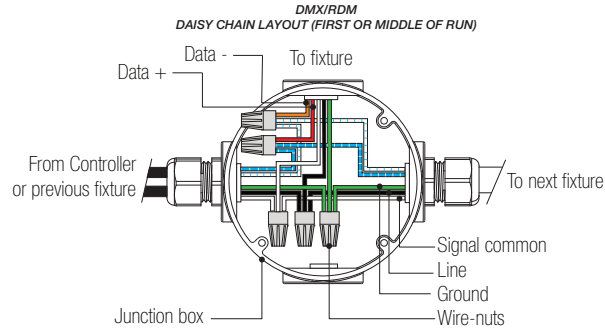 DMX/RDM
DAISY CHAIN LAYOUT (FIRST OR MIDDLE OF RUN)
Data -
To fixture
Data +
From Controller
or previous fixture
To next fixture
Signal common
Line
Ground
Junction box
Wire-nuts